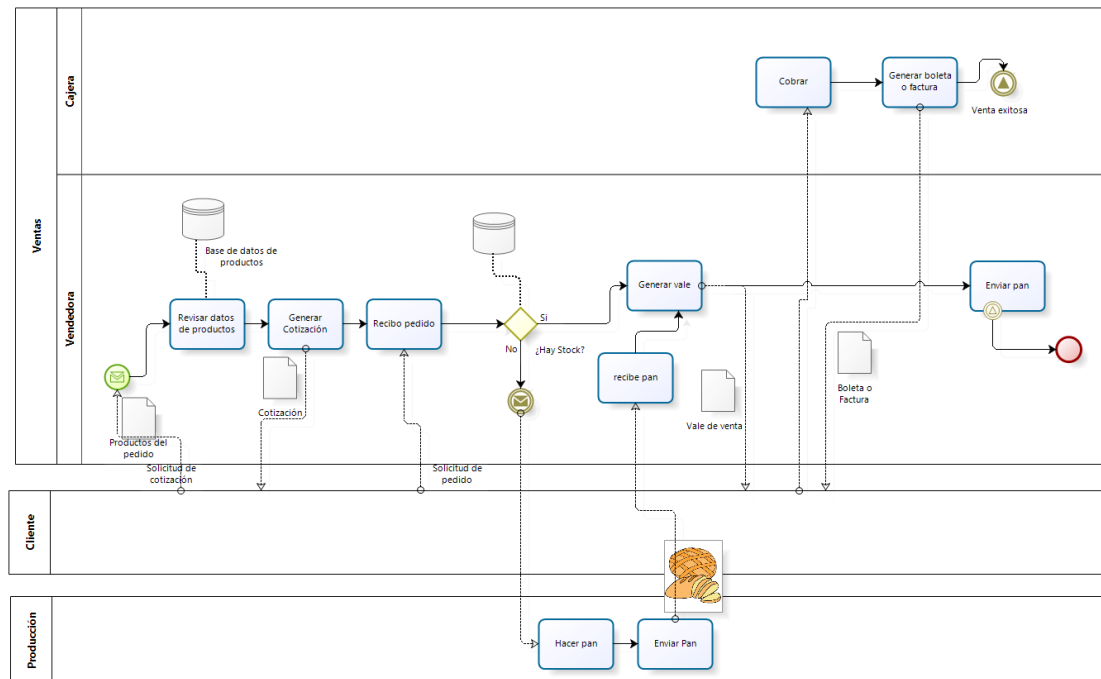 Ventas
Cajera
Cobrar
Generar boleta
o factura
Venta exitosa
Vendedora
Base de datos de
productos
Revisar datos
de productos
Generar
Cotización
Recibo pedido
Si
No
¿Hay Stock?
Generar vale
Enviar pan
recibe pan
Cotización
Productos del
pedido
Vale de venta
Boleta o
Factura
Solicitud de
cotización
Solicitud de
pedido
Cliente
Producción
Hacer pan
Enviar Pan